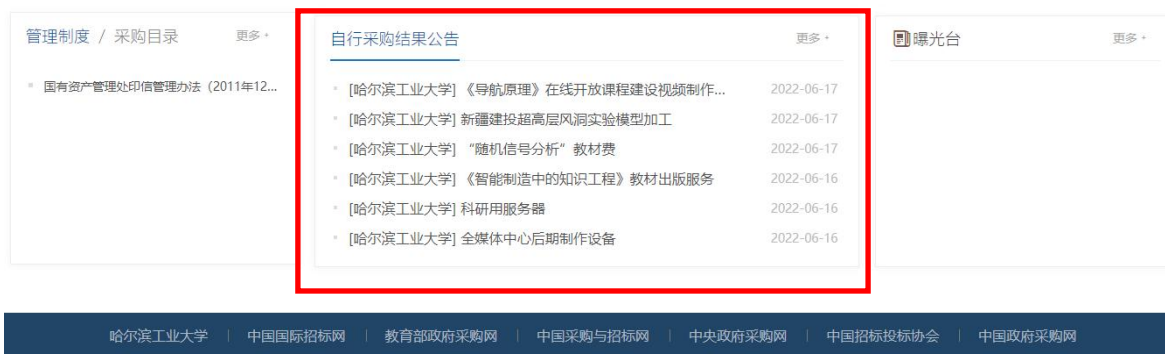 管理制度 / 采购目录 更多+
国有资产管理处印信管理办法（2011年12...
自行采购结果公告 更多+
[哈尔滨工业大学] 《导航原理》在线开放课程建设视频制作... 2022-06-17
[哈尔滨工业大学] 新疆建投超高层风洞实验模型加工 2022-06-17
[哈尔滨工业大学] “随机信号分析”教材费 2022-06-17
[哈尔滨工业大学] 《智能制造中的知识工程》教材出版服务 2022-06-16
[哈尔滨工业大学] 科研用服务器 2022-06-16
[哈尔滨工业大学] 全媒体中心后期制作设备 2022-06-16
曝光台 更多+
哈尔滨工业大学 | 中国国际招标网 | 教育部政府采购网 | 中国采购与招标网 | 中央政府采购网 | 中国招标投标协会 | 中国政府采购网